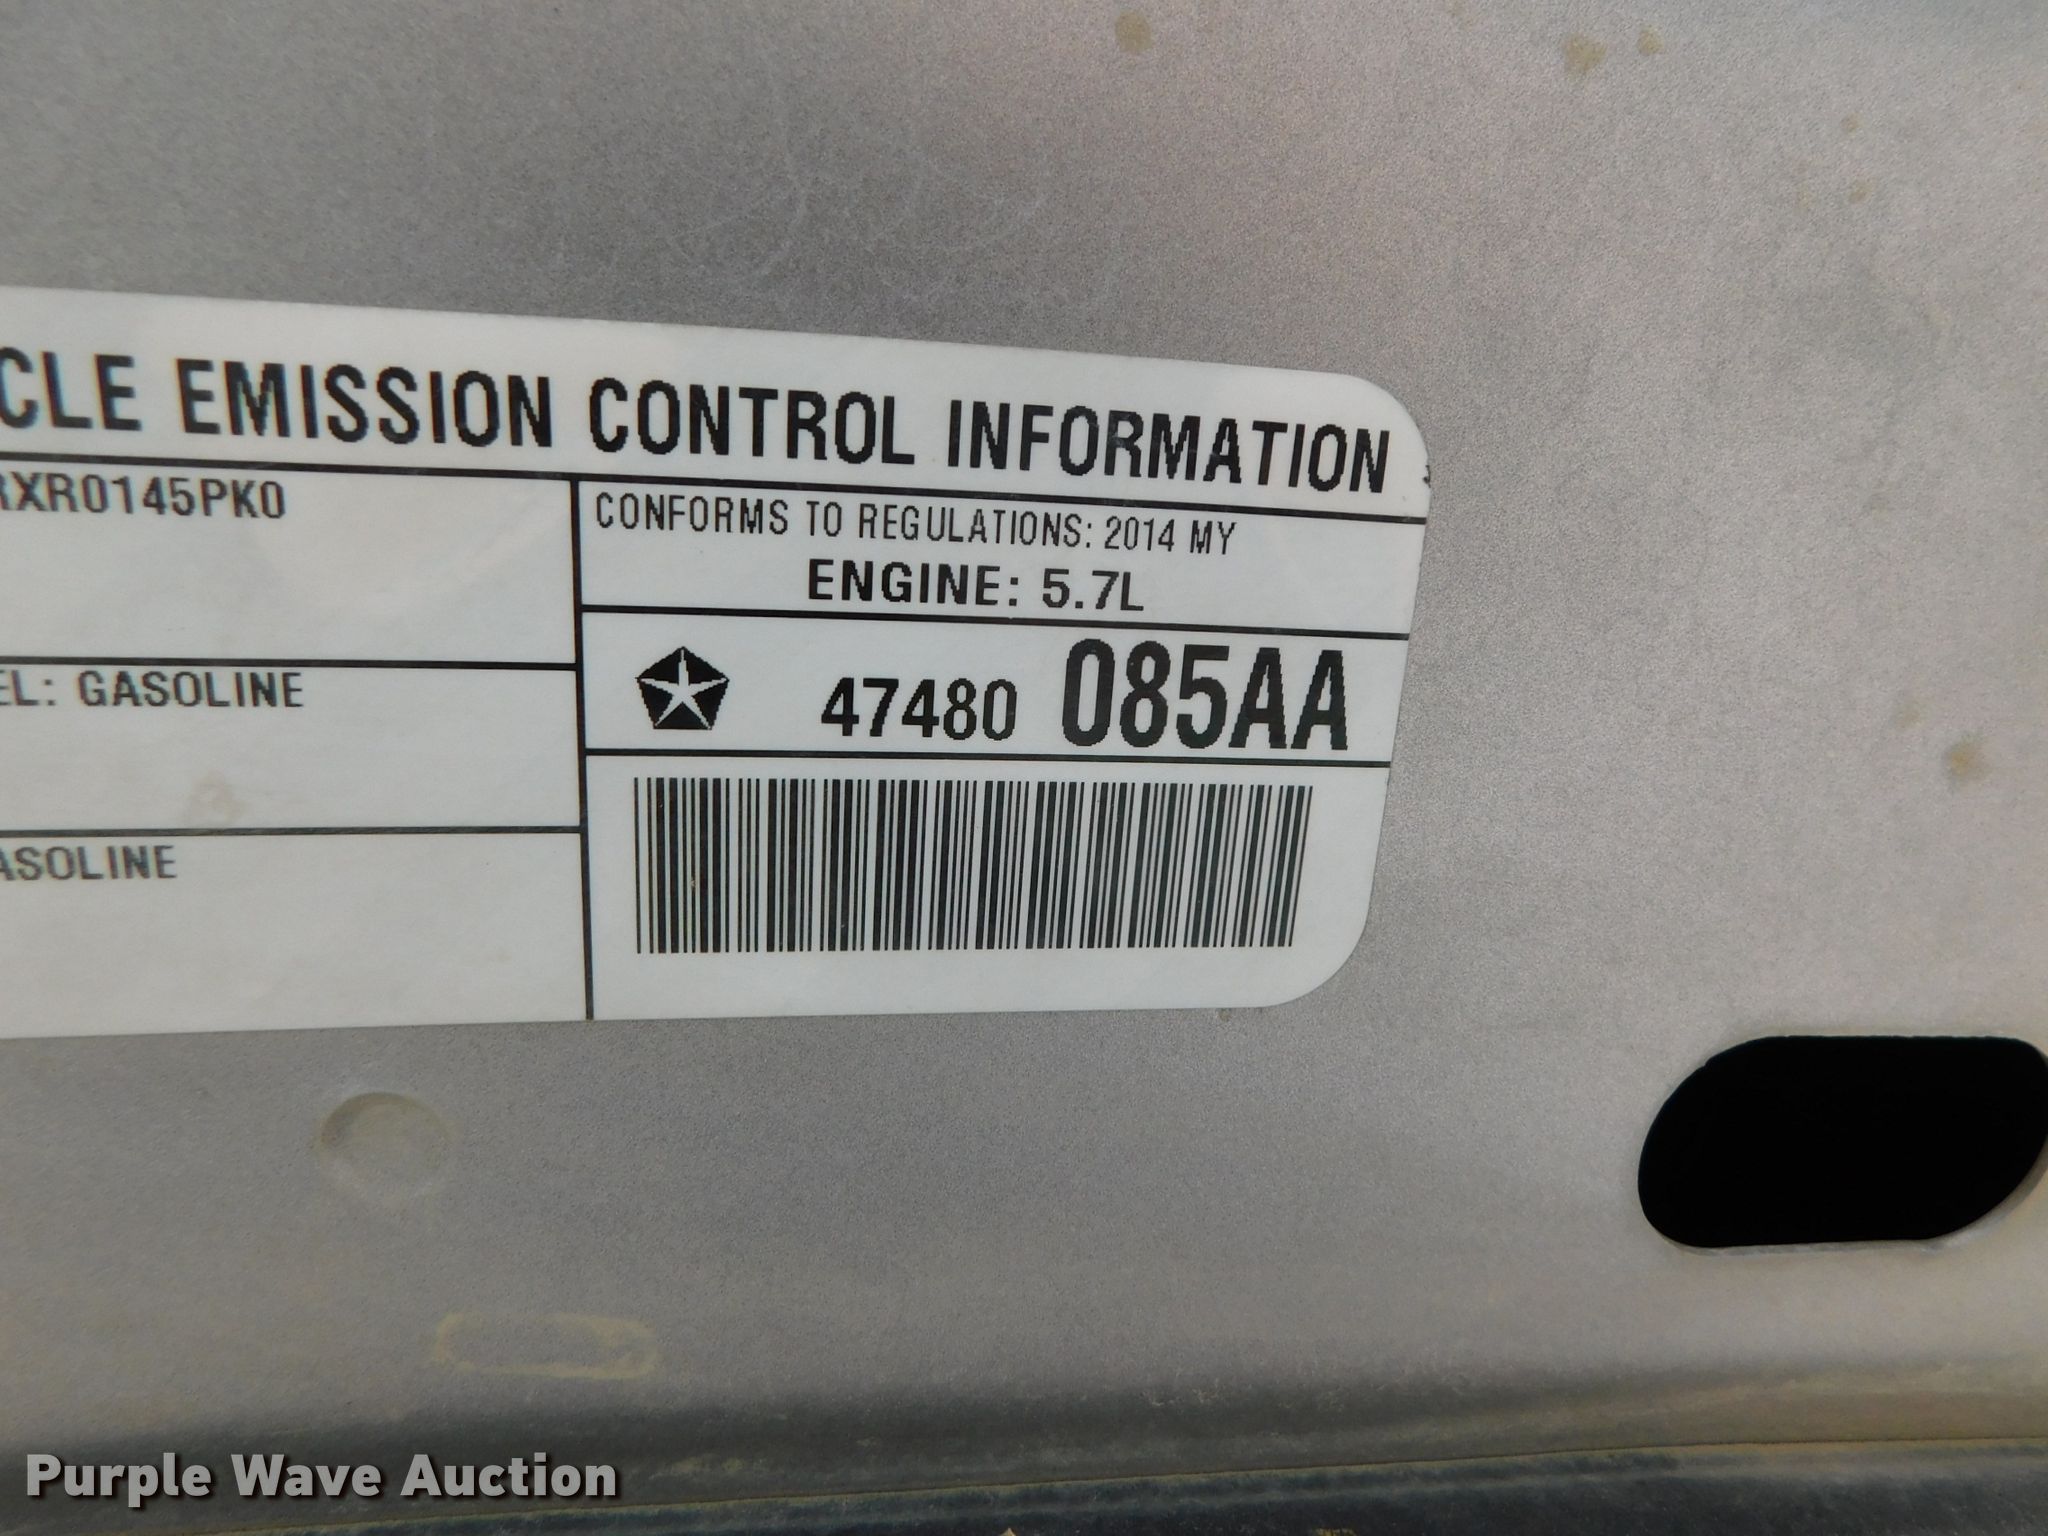 CLE EMISSION CONTROL INFORMATION
RXR0145PK0
CONFORMS TO REGULATIONS: 2014 MY
ENGINE: 5.7L
EL: GASOLINE
47480 085AA
ASOLINE
Purple Wave Auction